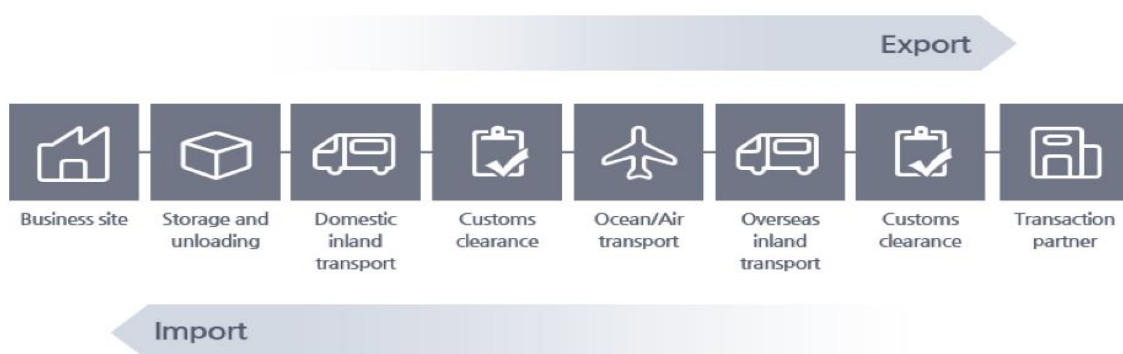 Export
Business site
Storage and
unloading
Domestic
inland
transport
Customs
clearance
Ocean/Air
transport
Overseas
inland
transport
Customs
clearance
Transaction
partner
Import